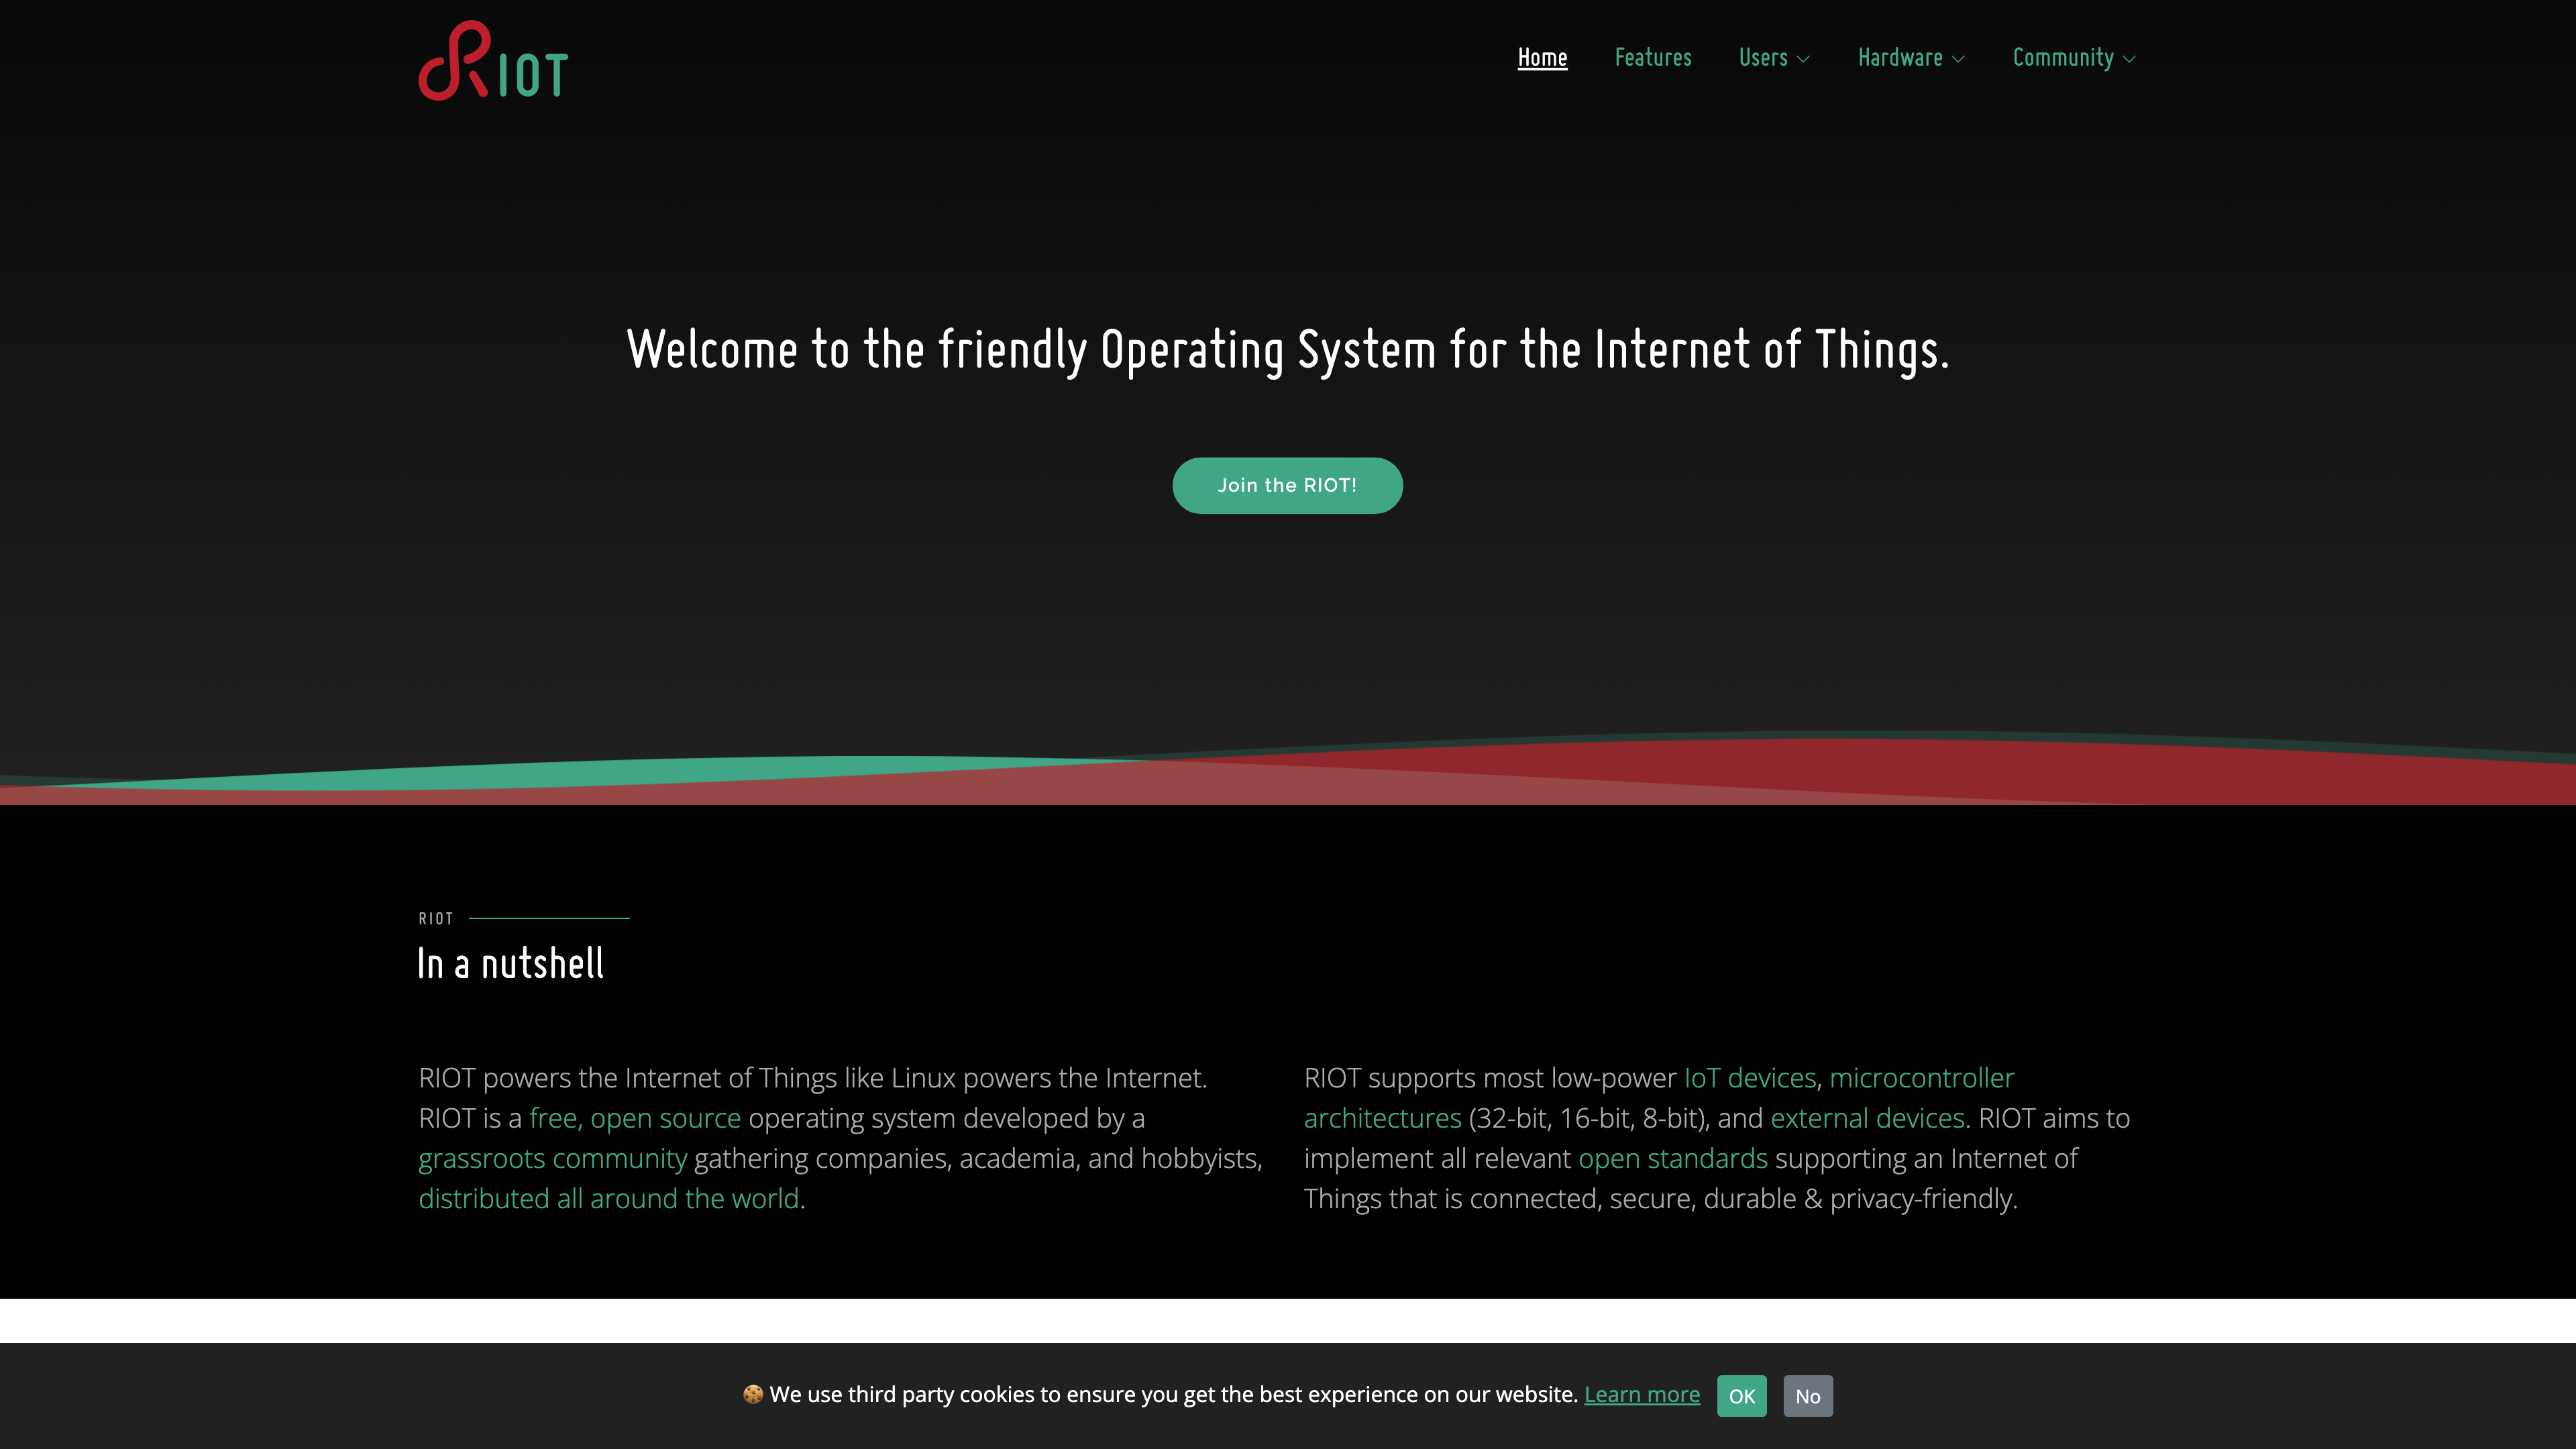 RIOT
Home Features Users Hardware Community
Welcome to the friendly Operating System for the Internet of Things.
Join the RIOT!
RIOT
In a nutshell
RIOT powers the Internet of Things like Linux powers the Internet.
RIOT is a free, open source operating system developed by a
grassroots community gathering companies, academia, and hobbyists,
distributed all around the world.
RIOT supports most low-power IoT devices, microcontroller
architectures (32-bit, 16-bit, 8-bit), and external devices. RIOT aims to
implement all relevant open standards supporting an Internet of
Things that is connected, secure, durable & privacy-friendly.
🍪 We use third party cookies to ensure you get the best experience on our website. Learn more OK No